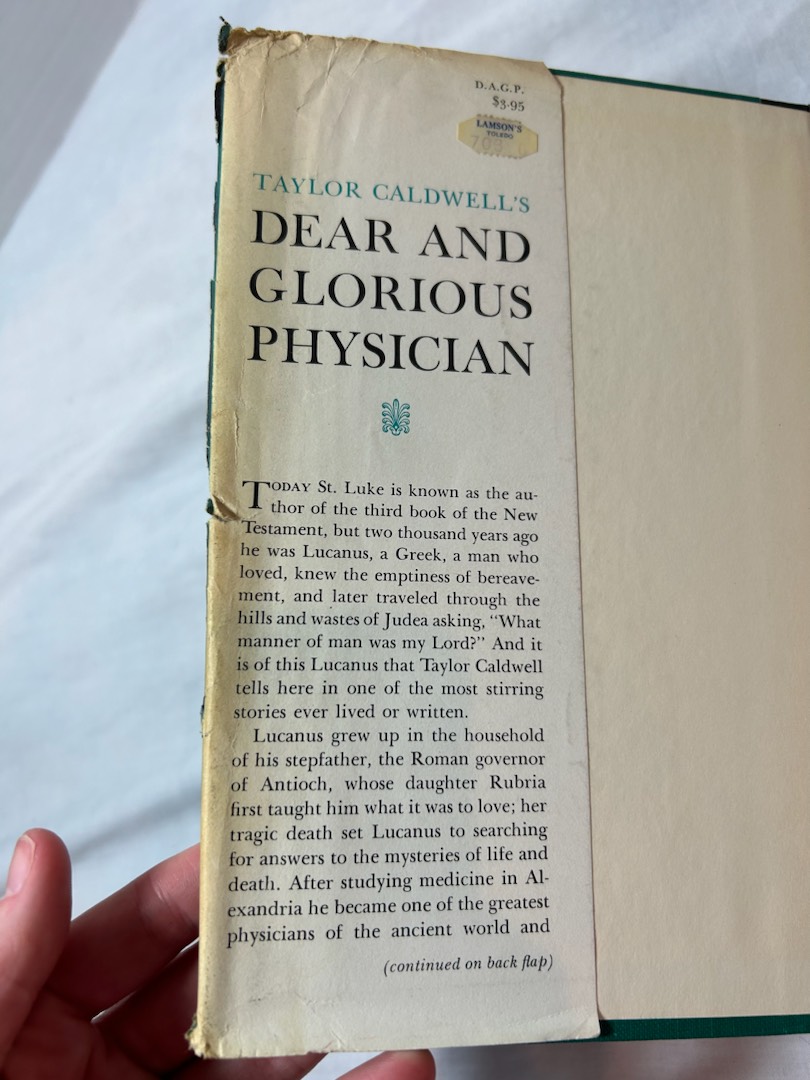 D.A.G.P.
$3.95
LAMSON'S
TOLEDO
TAYLOR CALDWELL'S
DEAR AND
GLORIOUS
PHYSICIAN
TODAY St. Luke is known as the au-
thor of the third book of the New
Testament, but two thousand years ago
he was Lucanus, a Greek, a man who
loved, knew the emptiness of bereave-
ment, and later traveled through the
hills and wastes of Judea asking, "What
manner of man was my Lord?" And it
is of this Lucanus that Taylor Caldwell
tells here in one of the most stirring
stories ever lived or written.
Lucanus grew up in the household
of his stepfather, the Roman governor
of Antioch, whose daughter Rubria
first taught him what it was to love; her
tragic death set Lucanus to searching
for answers to the mysteries of life and
death. After studying medicine in Al-
exandria he became one of the greatest
physicians of the ancient world and
(continued on back flap)